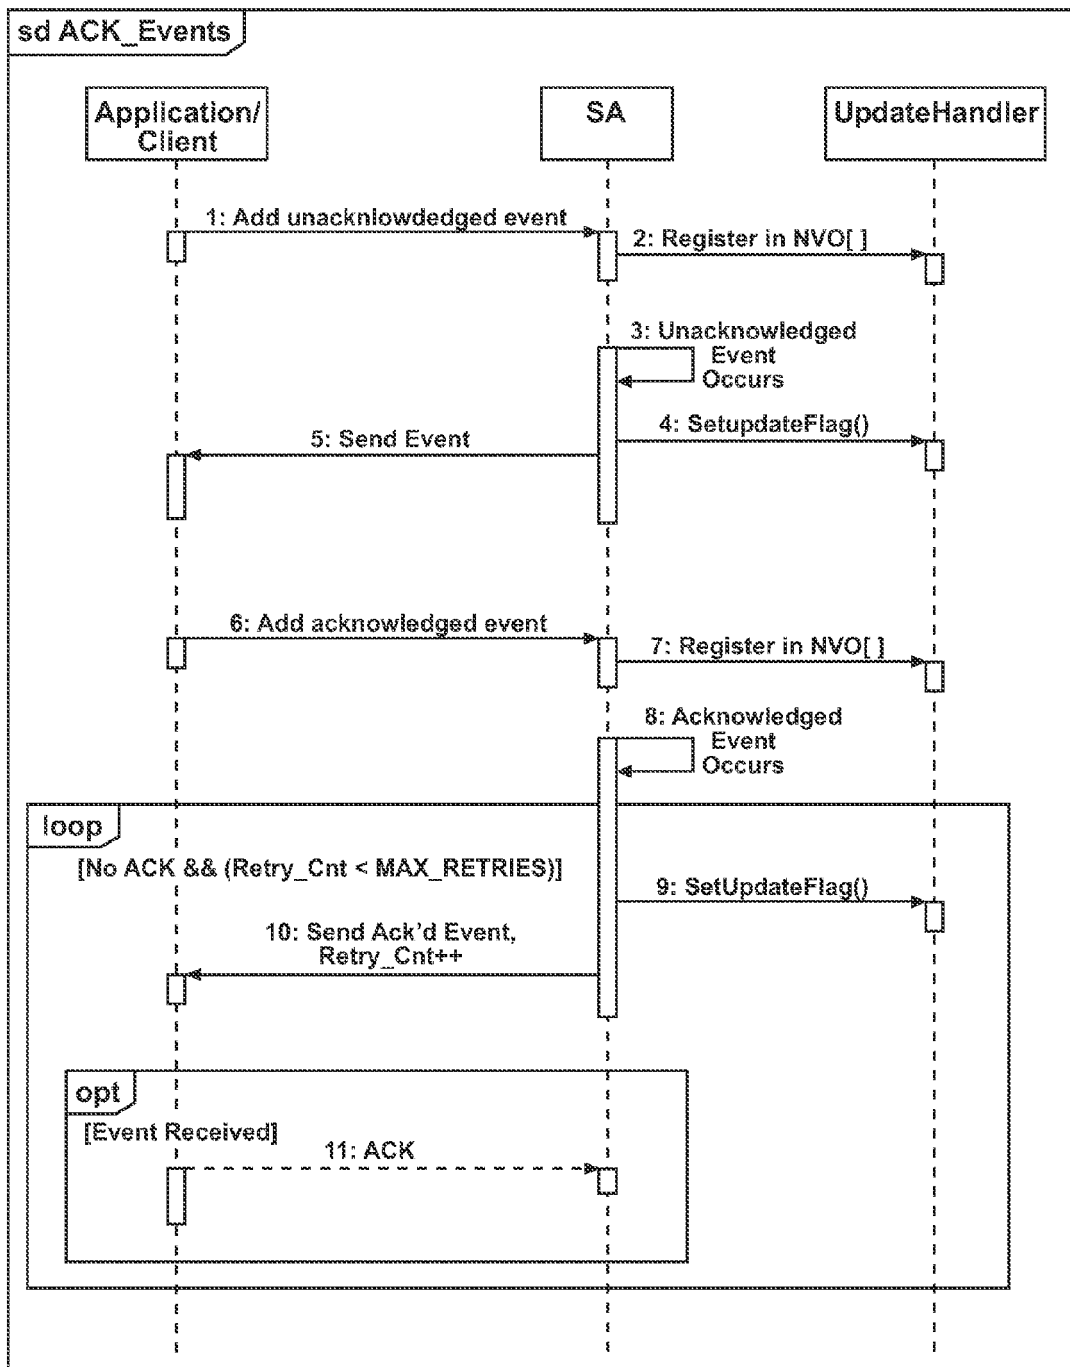 sd ACK_Events
Application/
Client
SA
UpdateHandler
1: Add unacknlowdedged event
2: Register in NVO[ ]
3: Unacknowledged
Event
Occurs
4: SetupdateFlag()
5: Send Event
6: Add acknowledged event
7: Register in NVO[ ]
8: Acknowledged
Event
Occurs
loop
[No ACK && (Retry_Cnt < MAX_RETRIES)]
9: SetUpdateFlag()
10: Send Ack'd Event,
Retry_Cnt++
opt
[Event Received]
11: ACK